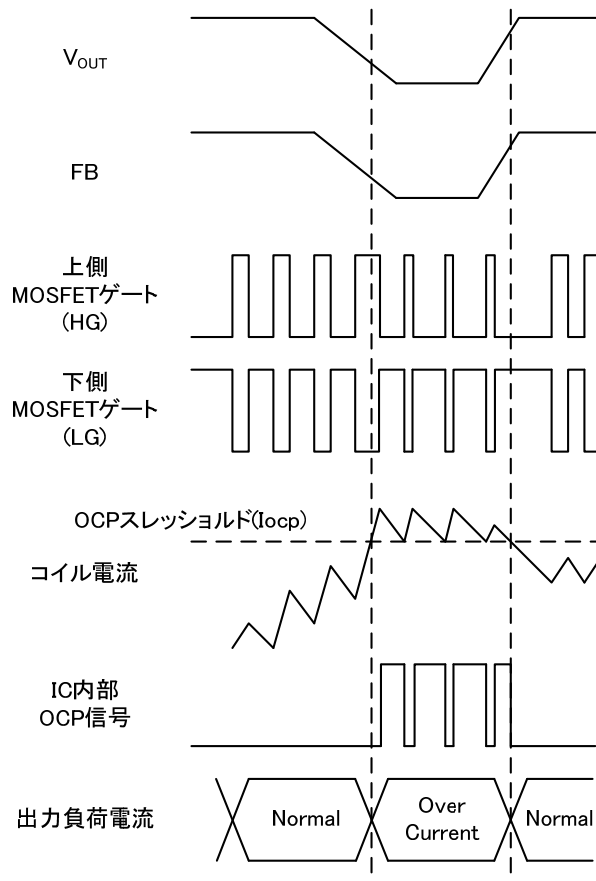 VOUT
FB
上側
MOSFETゲート
(HG)
下側
MOSFETゲート
(LG)
OCPスレッショルド(Iocp)
コイル電流
IC内部
OCP信号
出力負荷電流
Normal
Over
Current
Normal